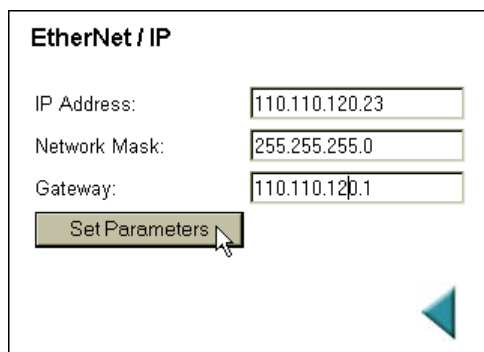 EtherNet / IP
IP Address: 110.110.120.23
Network Mask: 255.255.255.0
Gateway: 110.110.120.1
Set Parameters